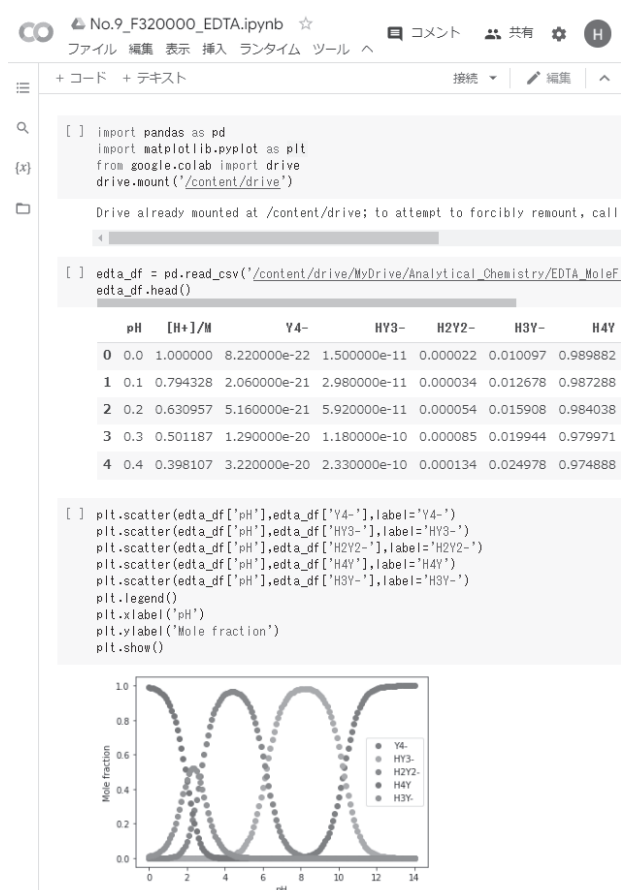 No.9_F320000_EDTA.ipynb
コメント
共有
H
ファイル 編集 表示 挿入 ランタイム ツール
+ コード + テキスト
接続
編集
{x}
[ ] import pandas as pd
import matplotlib.pyplot as plt
from google.colab import drive
drive.mount('/content/drive')
Drive already mounted at /content/drive; to attempt to forcibly remount, call
[ ] edta_df = pd.read_csv('/content/drive/MyDrive/Analytical_Chemistry/EDTA_MoleF
edta_df.head()
pH [H+]/M Y4- HY3- H2Y2- H3Y- H4Y
0 0.0 1.000000 8.220000e-22 1.500000e-11 0.000022 0.010097 0.989882
1 0.1 0.794328 2.060000e-21 2.980000e-11 0.000034 0.012678 0.987288
2 0.2 0.630957 5.160000e-21 5.920000e-11 0.000054 0.015908 0.984038
3 0.3 0.501187 1.290000e-20 1.180000e-10 0.000085 0.019944 0.979971
4 0.4 0.398107 3.220000e-20 2.330000e-10 0.000134 0.024978 0.974888
[ ] plt.scatter(edta_df['pH'],edta_df['Y4-'],label='Y4-')
plt.scatter(edta_df['pH'],edta_df['HY3-'],label='HY3-')
plt.scatter(edta_df['pH'],edta_df['H2Y2-'],label='H2Y2-')
plt.scatter(edta_df['pH'],edta_df['H4Y'],label='H4Y')
plt.scatter(edta_df['pH'],edta_df['H3Y-'],label='H3Y-')
plt.legend()
plt.xlabel('pH')
plt.ylabel('Mole fraction')
plt.show()
Mole fraction
1.0
0.8
0.6
0.4
0.2
0.0
Y4-
HY3-
H2Y2-
H4Y
H3Y-
0 2 4 6 8 10 12 14
pH